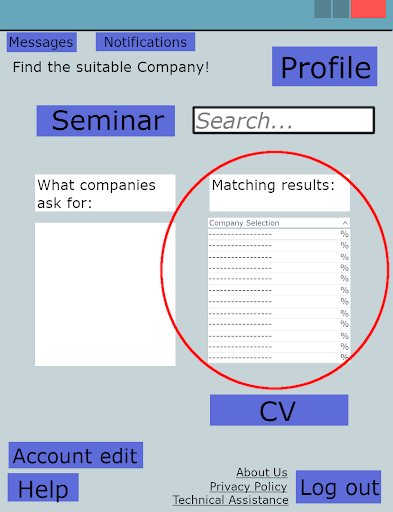 Messages
Notifications
Find the suitable Company!
Profile
Seminar
Search...
What companies
ask for:
Matching results:
Company Selection
------------------ %
------------------ %
------------------ %
------------------ %
------------------ %
------------------ %
------------------ %
------------------ %
------------------ %
------------------ %
------------------ %
CV
Account edit
Help
About Us
Privacy Policy
Technical Assistance
Log out